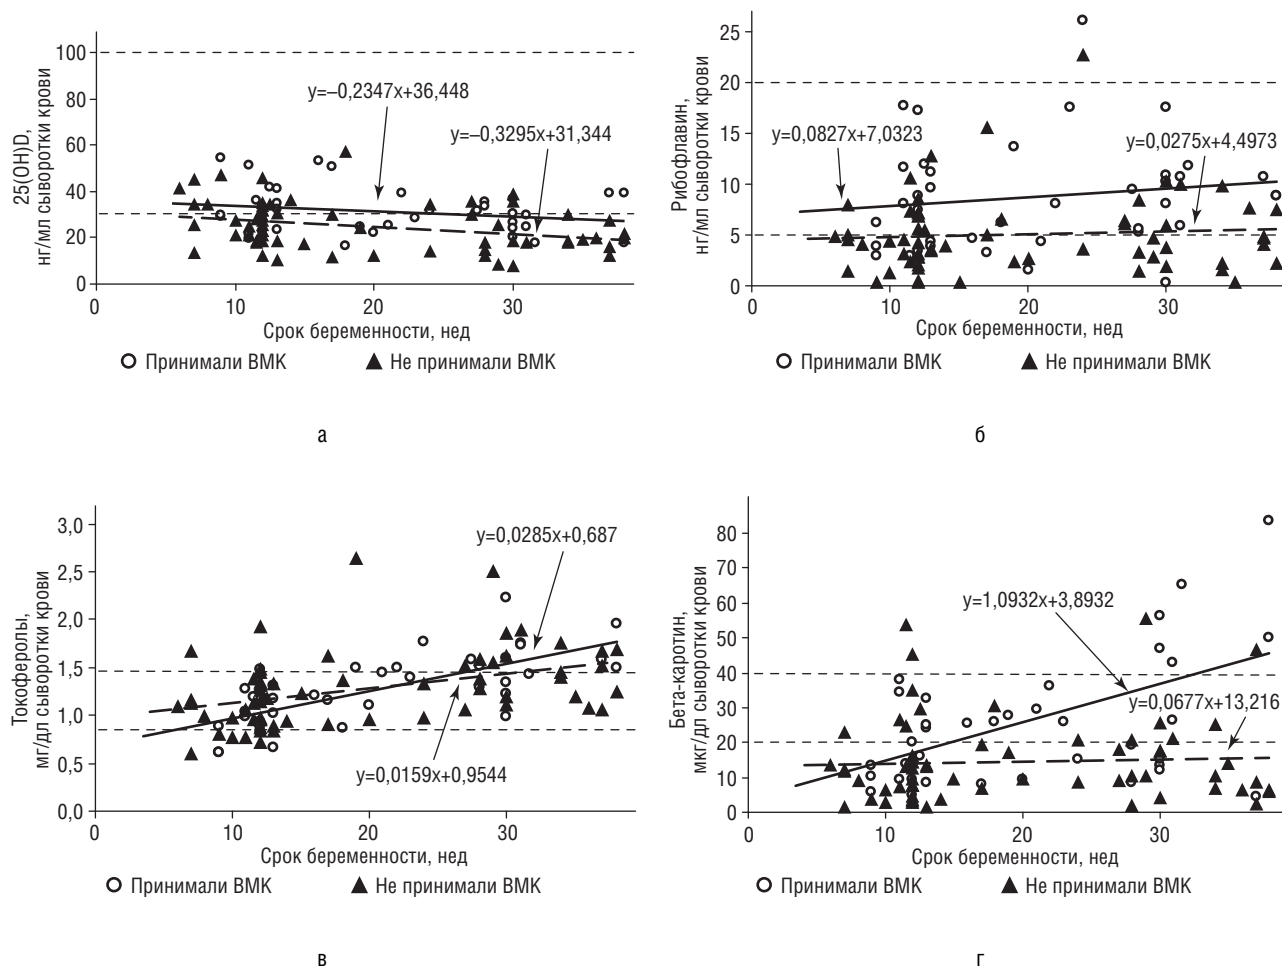 25(OH)D,
нг/мл сыворотки крови
100
80
60
40
20
0
0
10
20
30
y=–0,2347x+36,448
y=–0,3295x+31,344
Срок беременности, нед
Принимали ВМК
Не принимали ВМК
а
Рибофлавин,
нг/мл сыворотки крови
25
20
15
10
5
0
0
10
20
30
y=0,0827x+7,0323
y=0,0275x+4,4973
Срок беременности, нед
Принимали ВМК
Не принимали ВМК
б
Токоферолы,
мг/дл сыворотки крови
3,0
2,5
2,0
1,5
1,0
0,5
0,0
0
10
20
30
y=0,0285x+0,687
y=0,0159x+0,9544
Срок беременности, нед
Принимали ВМК
Не принимали ВМК
в
Бета-каротин,
мкг/дл сыворотки крови
80
70
60
50
40
30
20
10
0
0
10
20
30
y=1,0932x+3,8932
y=0,0677x+13,216
Срок беременности, нед
Принимали ВМК
Не принимали ВМК
г